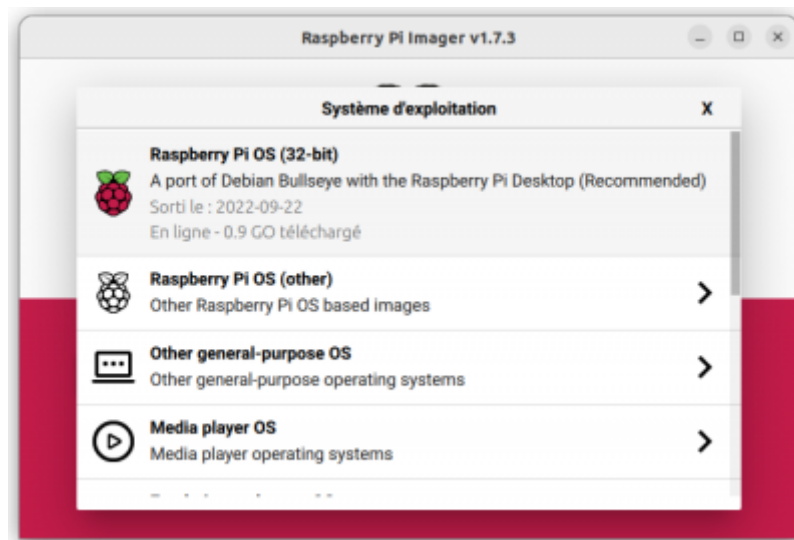 Raspberry Pi Imager v1.7.3
Système d'exploitation
X
Raspberry Pi OS (32-bit)
A port of Debian Bullseye with the Raspberry Pi Desktop (Recommended)
Sorti le : 2022-09-22
En ligne - 0.9 GO téléchargé
Raspberry Pi OS (other)
Other Raspberry Pi OS based images
Other general-purpose OS
Other general-purpose operating systems
Media player OS
Media player operating systems